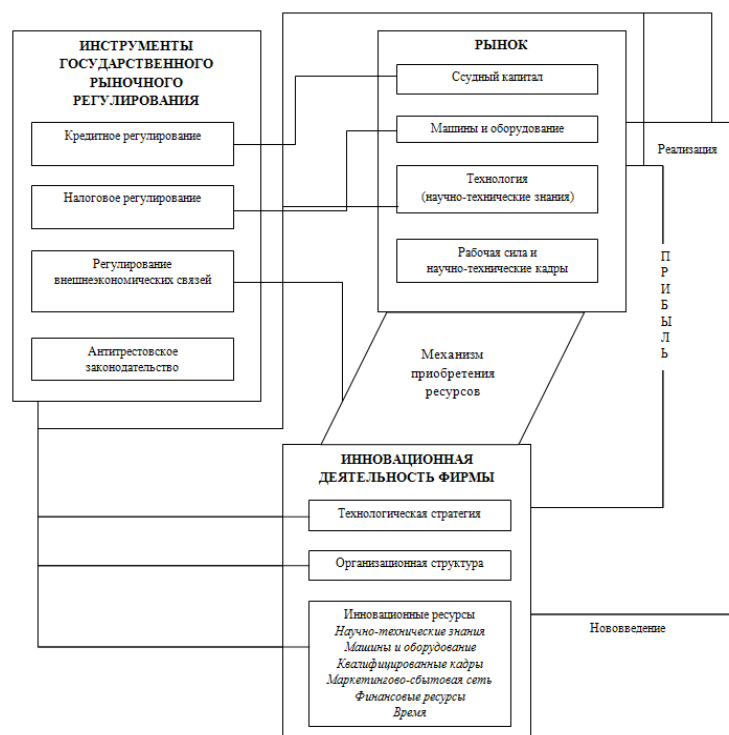 ИНСТРУМЕНТЫ
ГОСУДАРСТВЕННОГО
РЫНОЧНОГО
РЕГУЛИРОВАНИЯ
Кредитное регулирование
Налоговое регулирование
Регулирование
внешнеэкономических связей
Антитрестовское
законодательство
РЫНОК
Ссудный капитал
Машины и оборудование
Технология
(научно-технические знания)
Рабочая сила и
научно-технические кадры
Реализация
П
Р
И
Б
Ы
Л
Ь
Механизм
приобретения
ресурсов
ИННОВАЦИОННАЯ
ДЕЯТЕЛЬНОСТЬ ФИРМЫ
Технологическая стратегия
Организационная структура
Инновационные ресурсы
Научно-технические знания
Машины и оборудование
Квалифицированные кадры
Маркетингово-сбытовая сеть
Финансовые ресурсы
Время
Нововведение